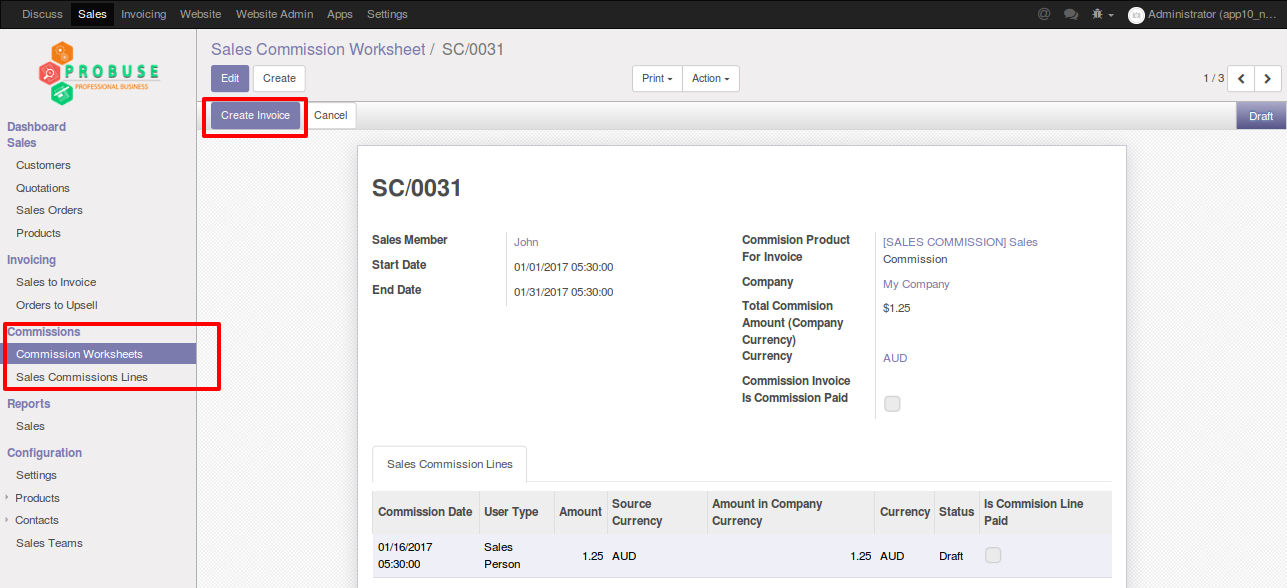 Discuss Sales Invoicing Website Website Admin Apps Settings @ Administrator (app10_n...
PROBUSE
PROFESSIONAL BUSINESS
Sales Commission Worksheet / SC/0031
Edit Create Print Action 1 / 3
Create Invoice Cancel Draft
Dashboard
Sales
Customers
Quotations
Sales Orders
Products
Invoicing
Sales to Invoice
Orders to Upsell
Commissions
Commission Worksheets
Sales Commissions Lines
Reports
Sales
Configuration
Settings
Products
Contacts
Sales Teams
SC/0031
Sales Member John
Start Date 01/01/2017 05:30:00
End Date 01/31/2017 05:30:00
Commision Product [SALES COMMISSION] Sales
For Invoice Commission
Company My Company
Total Commision $1.25
Amount (Company
Currency)
Currency AUD
Commission Invoice
Is Commission Paid
Sales Commission Lines
Commission Date User Type Amount Source Currency Amount in Company Currency Currency Status Is Commision Line Paid
01/16/2017 05:30:00 Sales Person 1.25 AUD 1.25 AUD Draft